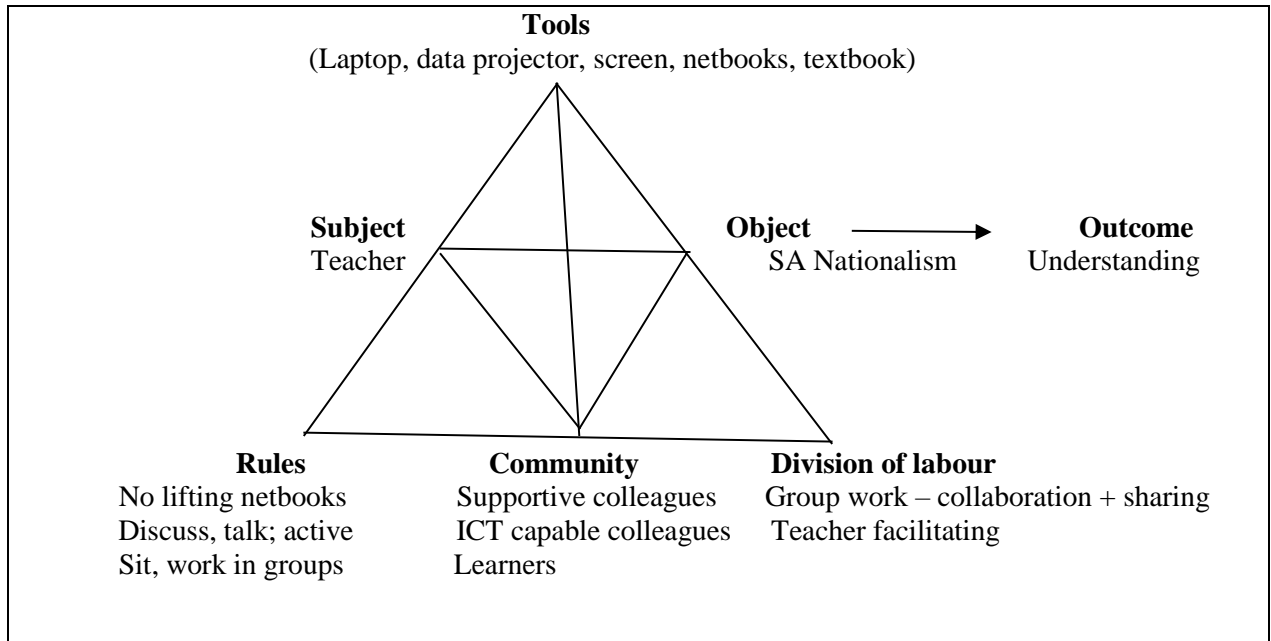 Tools
(Laptop, data projector, screen, netbooks, textbook)
Subject
Teacher
Object
SA Nationalism
Outcome
Understanding
Rules
No lifting netbooks
Discuss, talk; active
Sit, work in groups
Community
Supportive colleagues
ICT capable colleagues
Learners
Division of labour
Group work – collaboration + sharing
Teacher facilitating